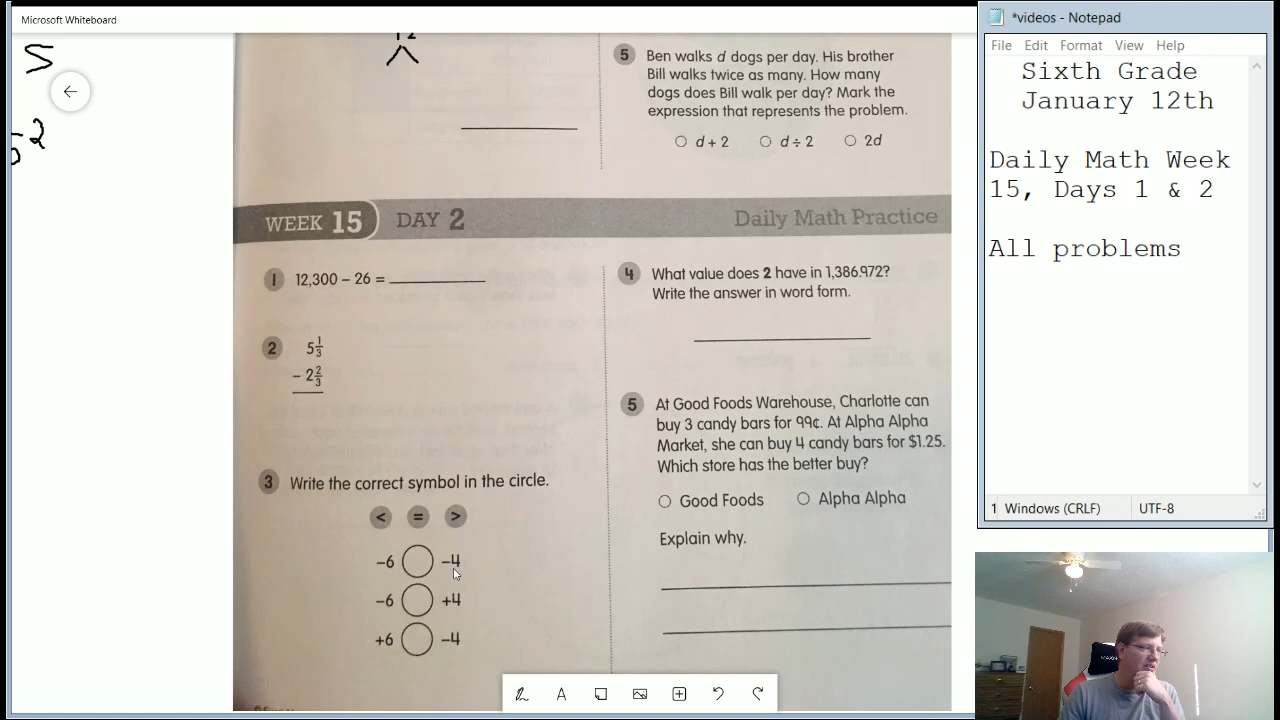 Microsoft Whiteboard
5
2
12
5 Ben walks d dogs per day. His brother
Bill walks twice as many. How many
dogs does Bill walk per day? Mark the
expression that represents the problem.
d + 2 d ÷ 2 2d
WEEK 15 DAY 2 Daily Math Practice
1 12,300 – 26 =
2 5 1/3
– 2 2/3
3 Write the correct symbol in the circle.
< = >
–6 –4
–6 +4
+6 –4
4 What value does 2 have in 1,386.972?
Write the answer in word form.
5 At Good Foods Warehouse, Charlotte can
buy 3 candy bars for 99¢. At Alpha Alpha
Market, she can buy 4 candy bars for $1.25.
Which store has the better buy?
Good Foods Alpha Alpha
Explain why.
*videos - Notepad
File Edit Format View Help
Sixth Grade
January 12th
Daily Math Week
15, Days 1 & 2
All problems
1 Windows (CRLF) UTF-8